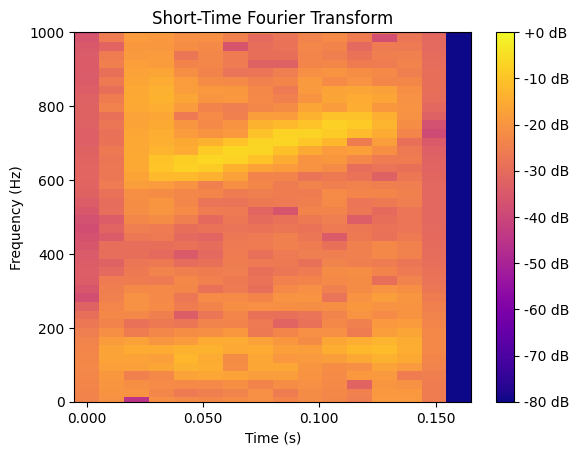 Short-Time Fourier Transform
1000
800
600
400
200
0
Frequency (Hz)
0.000
0.050
0.100
0.150
Time (s)
+0 dB
-10 dB
-20 dB
-30 dB
-40 dB
-50 dB
-60 dB
-70 dB
-80 dB